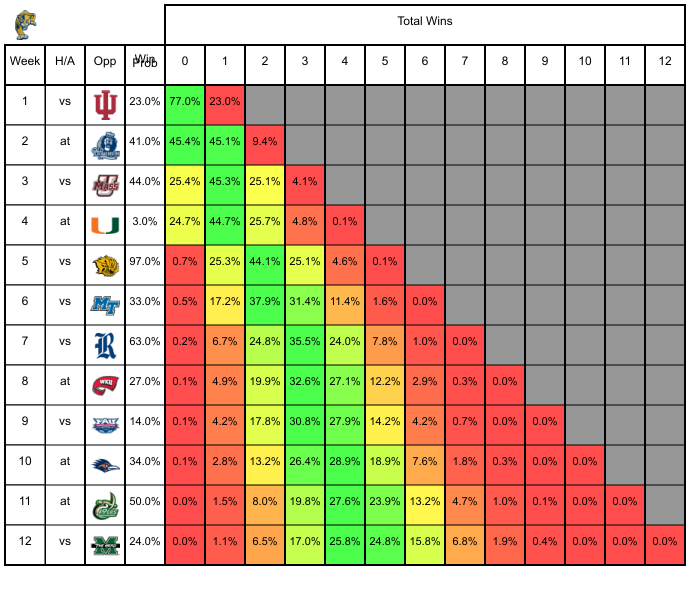 Total Wins
Week H/A Opp Win Prob 0 1 2 3 4 5 6 7 8 9 10 11 12
1 vs 23.0% 77.0% 23.0%
2 at 41.0% 45.4% 45.1% 9.4%
3 vs Mass 44.0% 25.4% 45.3% 25.1% 4.1%
4 at U 3.0% 24.7% 44.7% 25.7% 4.8% 0.1%
5 vs 97.0% 0.7% 25.3% 44.1% 25.1% 4.6% 0.1%
6 vs MT 33.0% 0.5% 17.2% 37.9% 31.4% 11.4% 1.6% 0.0%
7 vs R 63.0% 0.2% 6.7% 24.8% 35.5% 24.0% 7.8% 1.0% 0.0%
8 at WKU 27.0% 0.1% 4.9% 19.9% 32.6% 27.1% 12.2% 2.9% 0.3% 0.0%
9 vs FAU 14.0% 0.1% 4.2% 17.8% 30.8% 27.9% 14.2% 4.2% 0.7% 0.0% 0.0%
10 at 34.0% 0.1% 2.8% 13.2% 26.4% 28.9% 18.9% 7.6% 1.8% 0.3% 0.0% 0.0%
11 at 50.0% 0.0% 1.5% 8.0% 19.8% 27.6% 23.9% 13.2% 4.7% 1.0% 0.1% 0.0% 0.0%
12 vs M 24.0% 0.0% 1.1% 6.5% 17.0% 25.8% 24.8% 15.8% 6.8% 1.9% 0.4% 0.0% 0.0% 0.0%